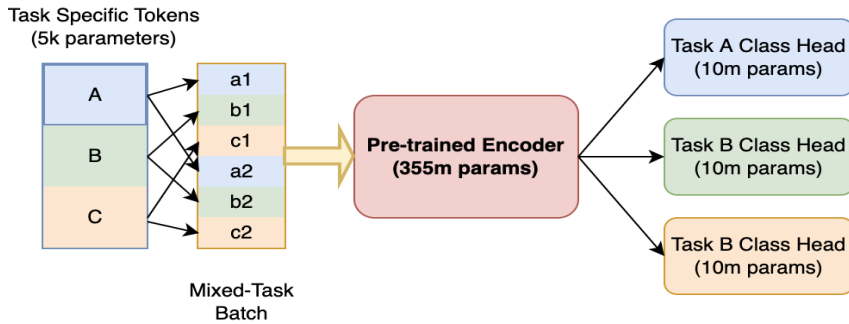 Task Specific Tokens
(5k parameters)
A
B
C
a1
b1
c1
a2
b2
c2
Mixed-Task
Batch
Pre-trained Encoder
(355m params)
Task A Class Head
(10m params)
Task B Class Head
(10m params)
Task B Class Head
(10m params)